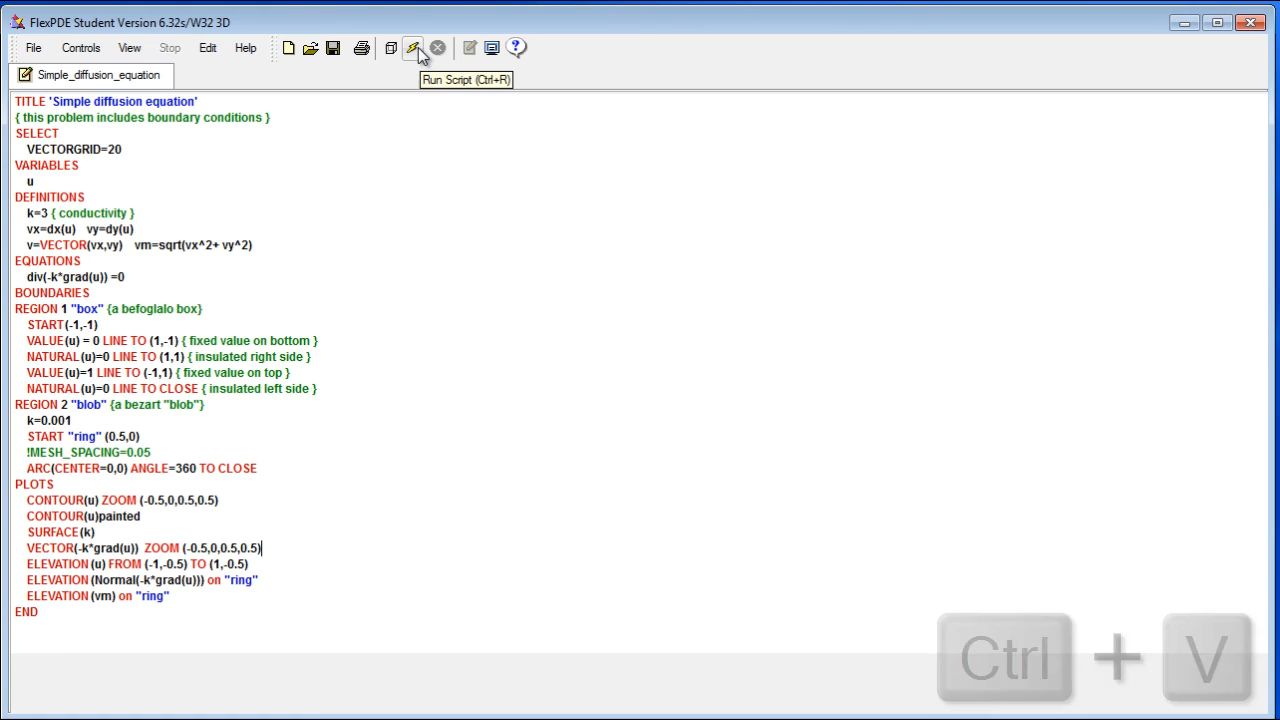 FlexPDE Student Version 6.32s/W32 3D
File Controls View Stop Edit Help
Simple_diffusion_equation
Run Script (Ctrl+R)
TITLE 'Simple diffusion equation'
{ this problem includes boundary conditions }
SELECT
VECTORGRID=20
VARIABLES
u
DEFINITIONS
k=3 { conductivity }
vx=dx(u) vy=dy(u)
v=VECTOR(vx,vy) vm=sqrt(vx^2+ vy^2)
EQUATIONS
div(-k*grad(u)) =0
BOUNDARIES
REGION 1 "box" {a befoglalo box}
START(-1,-1)
VALUE(u) = 0 LINE TO (1,-1) { fixed value on bottom }
NATURAL(u)=0 LINE TO (1,1) { insulated right side }
VALUE(u)=1 LINE TO (-1,1) { fixed value on top }
NATURAL(u)=0 LINE TO CLOSE { insulated left side }
REGION 2 "blob" {a bezart "blob"}
k=0.001
START "ring" (0.5,0)
!MESH_SPACING=0.05
ARC(CENTER=0,0) ANGLE=360 TO CLOSE
PLOTS
CONTOUR(u) ZOOM (-0.5,0,0.5,0.5)
CONTOUR(u)painted
SURFACE(k)
VECTOR(-k*grad(u)) ZOOM (-0.5,0,0.5,0.5)
ELEVATION(u) FROM (-1,-0.5) TO (1,-0.5)
ELEVATION(Normal(-k*grad(u))) on "ring"
ELEVATION(vm) on "ring"
END
Ctrl + V